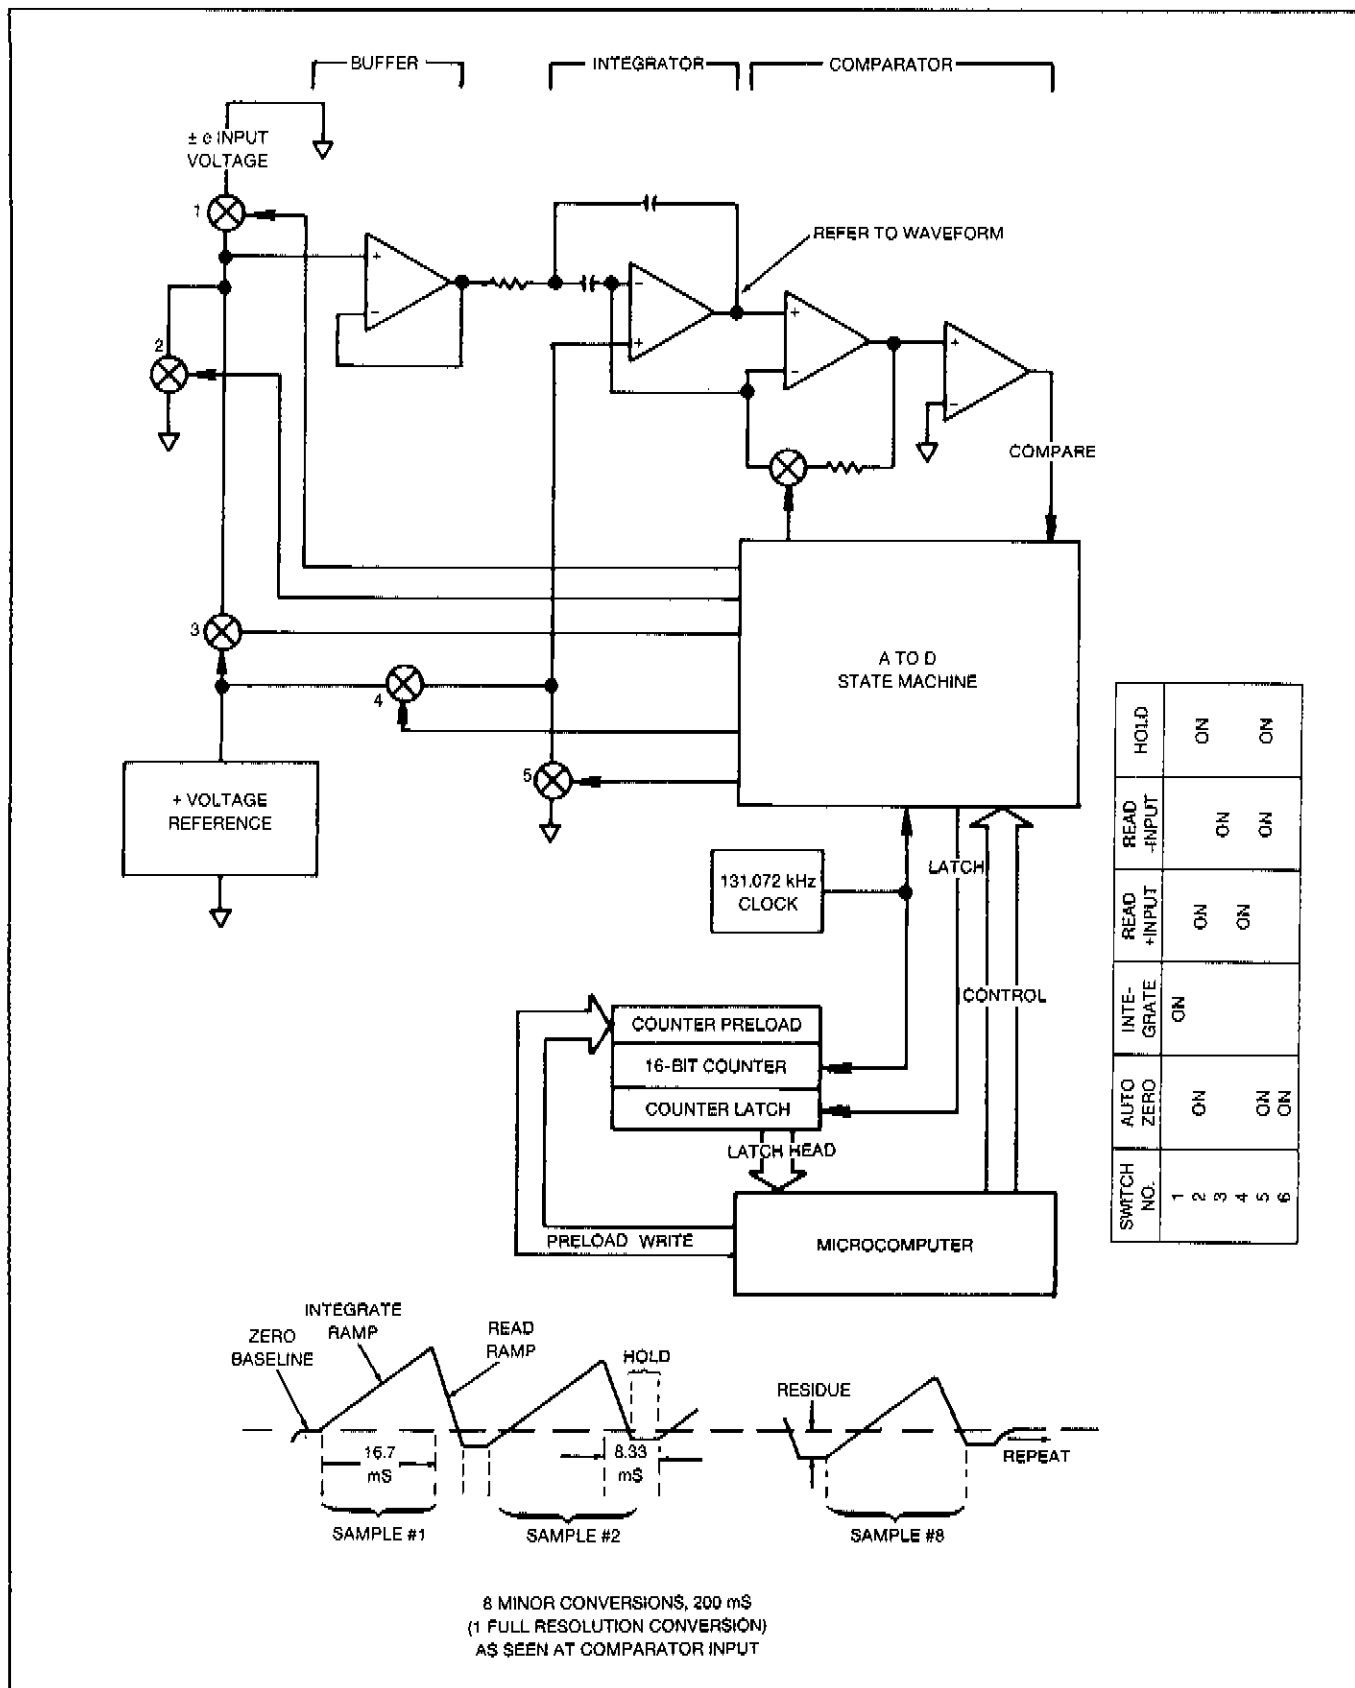 BUFFER
INTEGRATOR
COMPARATOR
± e INPUT
VOLTAGE
1
REFER TO WAVEFORM
+
-
-
+
+
-
+
-
2
COMPARE
3
A TO D
STATE MACHINE
4
5
+ VOLTAGE
REFERENCE
131.072 kHz
CLOCK
LATCH
CONTROL
COUNTER PRELOAD
16-BIT COUNTER
COUNTER LATCH
LATCH HEAD
PRELOAD WRITE
MICROCOMPUTER
SWITCH NO. 1 2 3 4 5 6
AUTO ZERO ON ON ON
INTE-GRATE ON
READ +INPUT ON ON
READ -INPUT ON ON
HOLD ON ON
INTEGRATE
RAMP
ZERO
BASELINE
READ
RAMP
HOLD
RESIDUE
16.7
mS
8.33
mS
REPEAT
SAMPLE #1
SAMPLE #2
SAMPLE #8
8 MINOR CONVERSIONS, 200 mS
(1 FULL RESOLUTION CONVERSION)
AS SEEN AT COMPARATOR INPUT